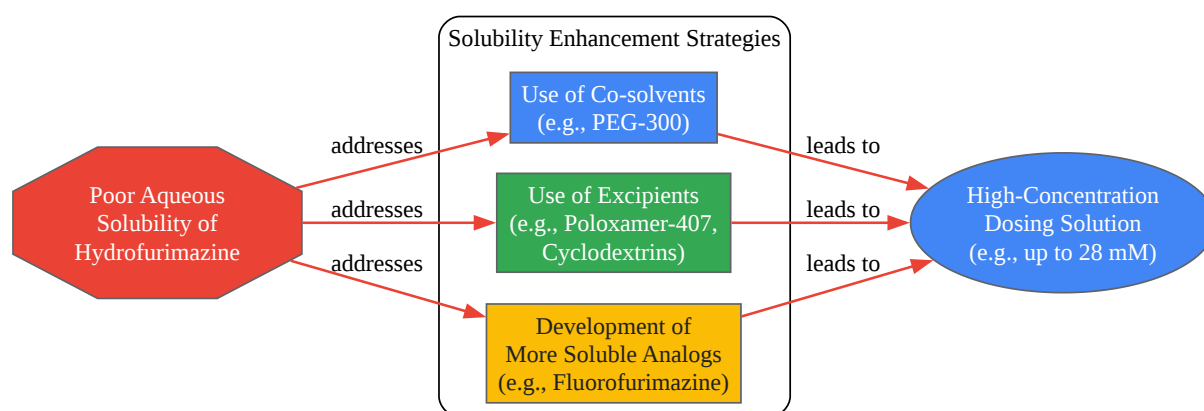 Solubility Enhancement Strategies
Poor Aqueous
Solubility of
Hydrofurimazine
addresses
addresses
addresses
Use of Co-solvents
(e.g., PEG-300)
Use of Excipients
(e.g., Poloxamer-407,
Cyclodextrins)
Development of
More Soluble Analogs
(e.g., Fluorofurimazine)
leads to
leads to
leads to
High-Concentration
Dosing Solution
(e.g., up to 28 mM)